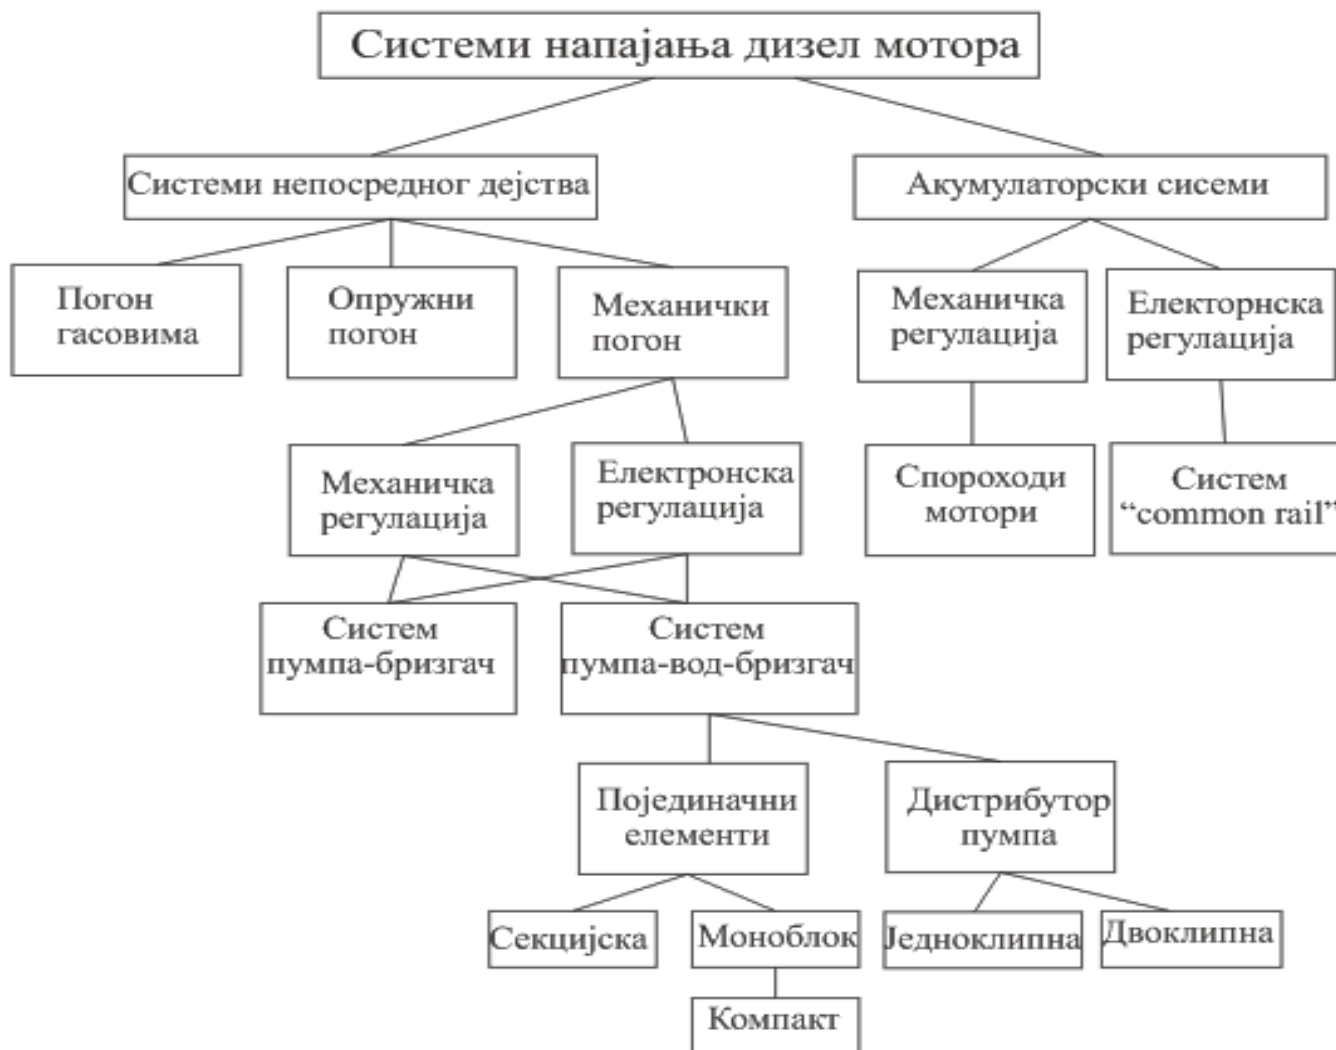 Системи напајања дизел мотора
Системи непосредног дејства
Акумулаторски сисеми
Погон
гасовима
Опружни
погон
Механички
погон
Механичка
регулација
Електорнска
регулација
Механичка
регулација
Електронска
регулација
Спороходи
мотори
Систем
“common rail”
Систем
пумпа-бризгач
Систем
пумпа-вод-бризгач
Појединачни
елементи
Дистрибутор
пумпа
Секцијска
Моноблок
Једноклипна
Двоклипна
Компакт